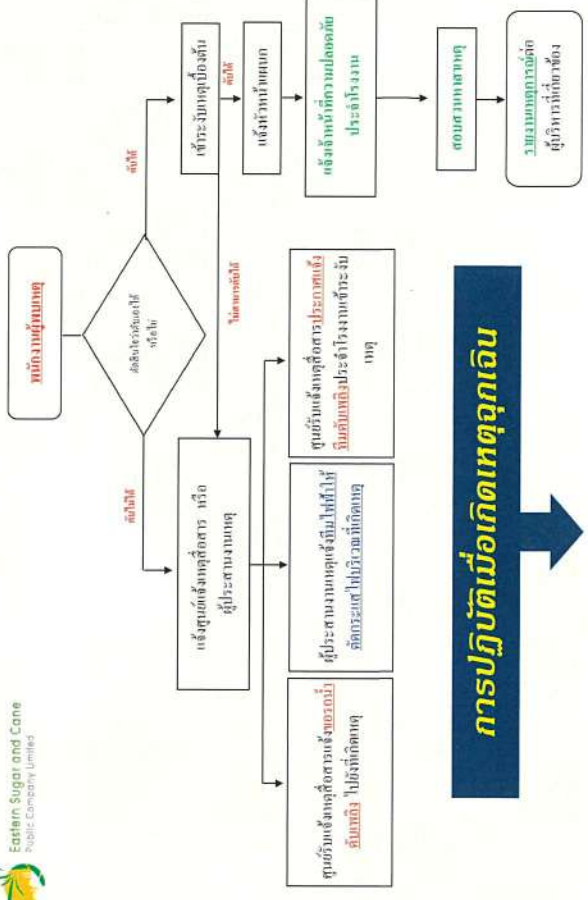 Eastern Sugar and Cane
Public Company Limited
พนักงานผู้พบเหตุ
ตัดสินใจว่าดับเองได้
หรือไม่
ดับไม่ได้
ดับได้
แจ้งศูนย์แจ้งเหตุสื่อสาร หรือ
ผู้ประสานงานเหตุ
เข้าระงับเหตุเบื้องต้น
ไม่สามารถดับได้
ดับได้
แจ้งหัวหน้าแผนก
แจ้งเจ้าหน้าที่ความปลอดภัย
ประจำโรงงาน
สอบสวนหาสาเหตุ
รายงานเหตุการณ์ต่อ
ผู้บริหารที่เกี่ยวข้อง
ศูนย์รับแจ้งเหตุสื่อสารแจ้งขอรถน้ำ
ดับเพลิง ไปยังที่เกิดเหตุ
ผู้ประสานงานเหตุแจ้งทีมไฟฟ้าให้
ตัดกระแสไฟบริเวณที่เกิดเหตุ
ศูนย์รับแจ้งเหตุสื่อสารประกาศแจ้ง
ทีมดับเพลิงประจำโรงงานเข้าระงับ
เหตุ
การปฏิบัติเมื่อเกิดเหตุฉุกเฉิน